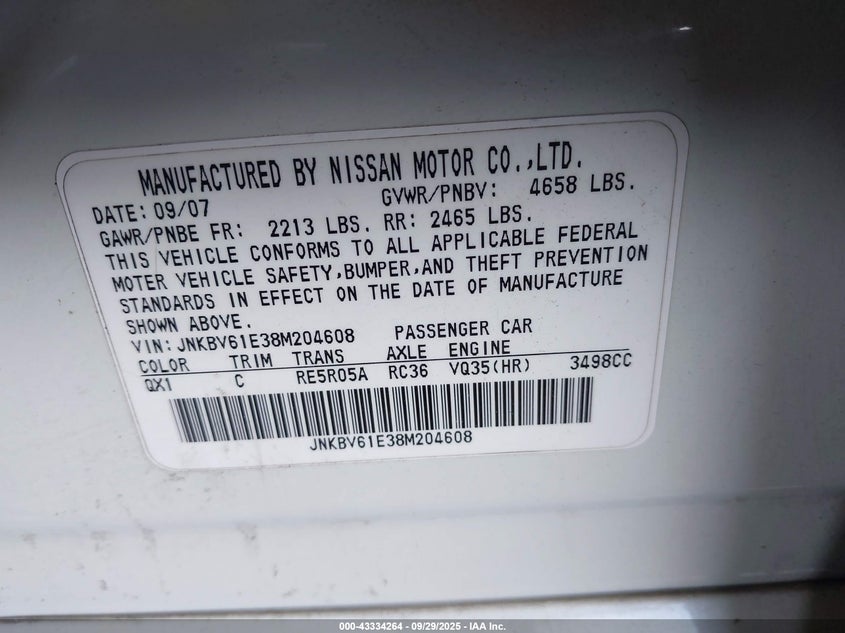 MANUFACTURED BY NISSAN MOTOR CO.,LTD.
DATE: 09/07 GVWR/PNBV: 4658 LBS.
GAWR/PNBE FR: 2213 LBS. RR: 2465 LBS.
THIS VEHICLE CONFORMS TO ALL APPLICABLE FEDERAL
MOTER VEHICLE SAFETY,BUMPER,AND THEFT PREVENTION
STANDARDS IN EFFECT ON THE DATE OF MANUFACTURE
SHOWN ABOVE.
VIN: JNKBV61E38M204608 PASSENGER CAR
COLOR TRIM TRANS AXLE ENGINE
QX1 C RE5R05A RC36 VQ35(HR) 3498CC
JNKBV61E38M204608
000-43334264 - 09/29/2025 - IAA Inc.